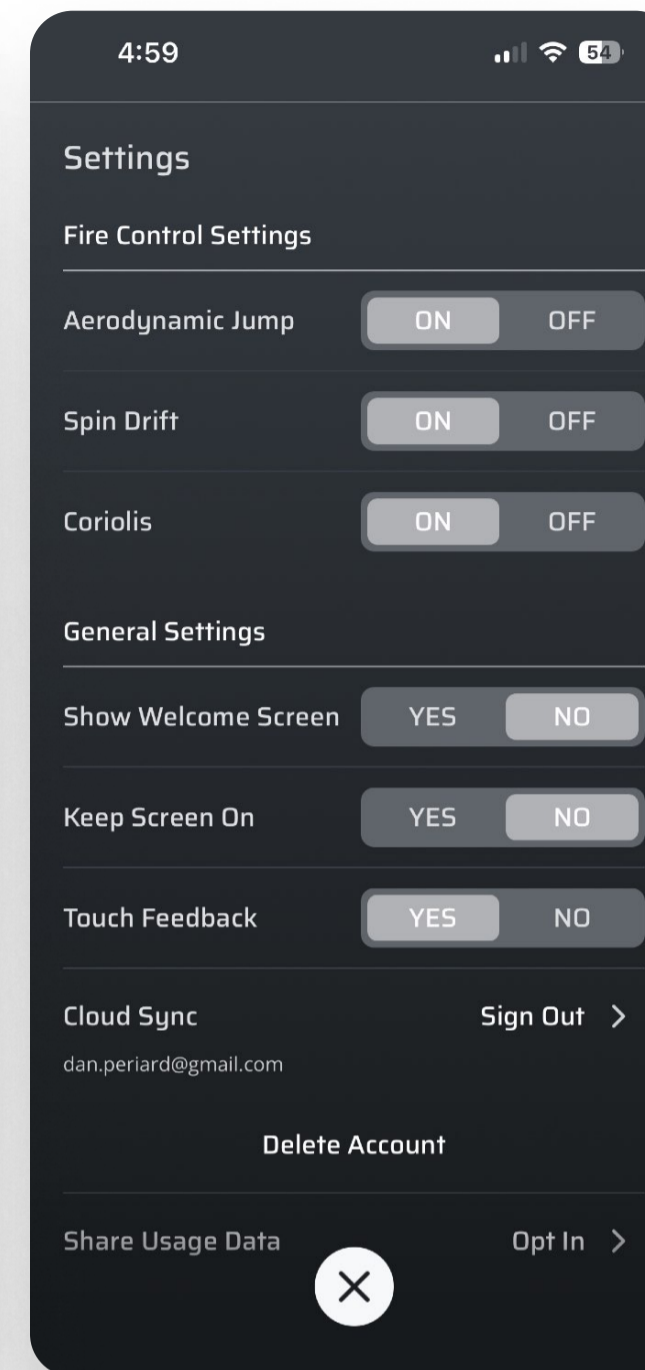 4:59 54
Settings
Fire Control Settings
Aerodynamic Jump ON OFF
Spin Drift ON OFF
Coriolis ON OFF
General Settings
Show Welcome Screen YES NO
Keep Screen On YES NO
Touch Feedback YES NO
Cloud Sync Sign Out
dan.periard@gmail.com
Delete Account
Share Usage Data Opt In